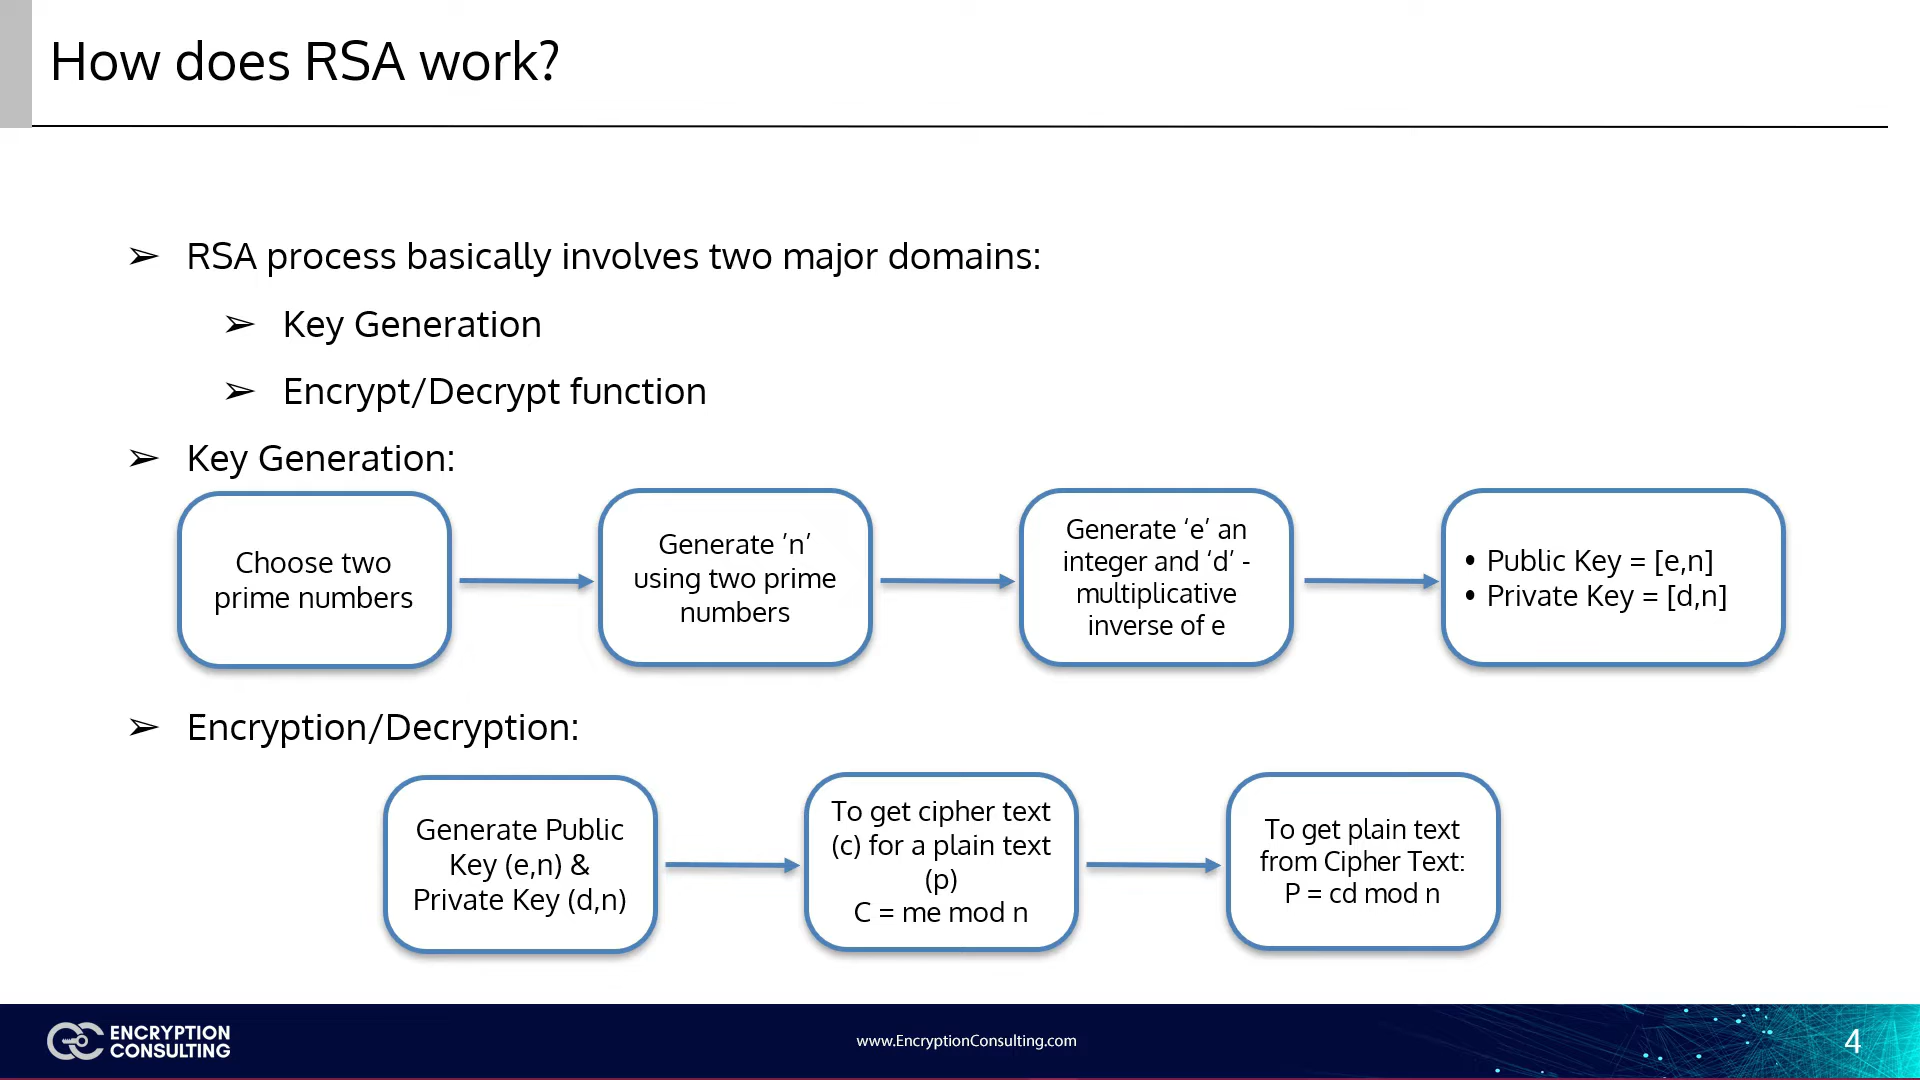 How does RSA work?
➢ RSA process basically involves two major domains:
➢ Key Generation
➢ Encrypt/Decrypt function
➢ Key Generation:
Choose two
prime numbers
Generate ’n’
using two prime
numbers
Generate ‘e’ an
integer and ‘d’ -
multiplicative
inverse of e
• Public Key = [e,n]
• Private Key = [d,n]
➢ Encryption/Decryption:
Generate Public
Key (e,n) &
Private Key (d,n)
To get cipher text
(c) for a plain text
(p)
C = me mod n
To get plain text
from Cipher Text:
P = cd mod n
ENCRYPTION
CONSULTING
www.EncryptionConsulting.com
4